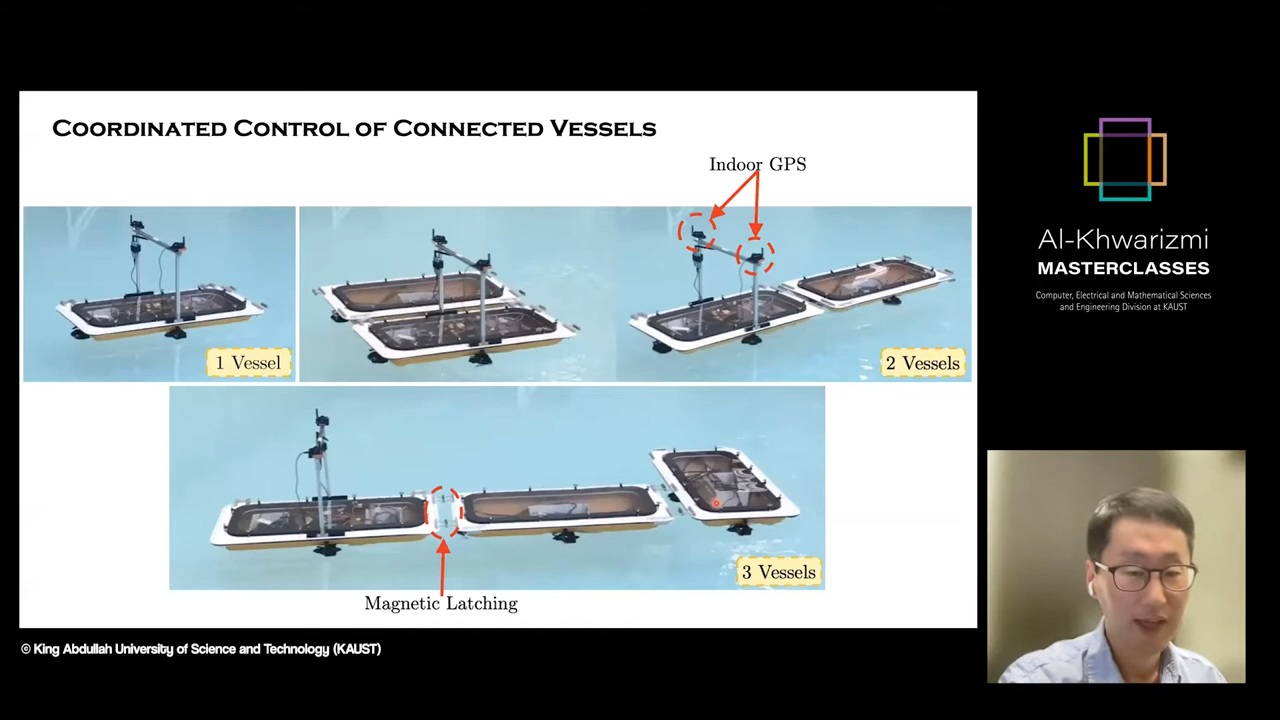 COORDINATED CONTROL OF CONNECTED VESSELS
Indoor GPS
1 Vessel
2 Vessels
3 Vessels
Magnetic Latching
© King Abdullah University of Science and Technology (KAUST)
Al-Khwarizmi
MASTERCLASSES
Computer, Electrical and Mathematical Sciences
and Engineering Division at KAUST